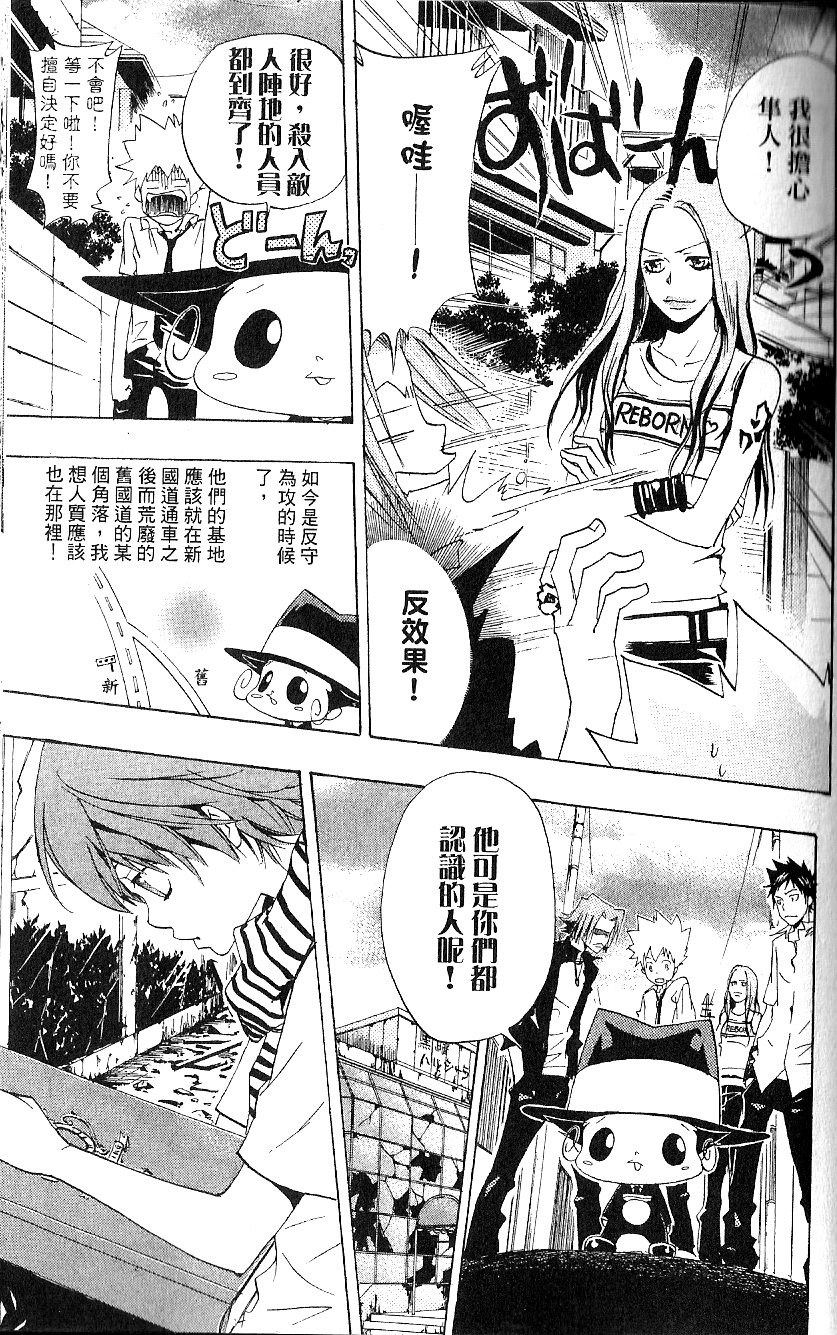 我很擔心
隼人！
ずばーん
REBORN
喔哇——！
反效果！
很好，殺入敵
人陣地的人員
都到齊了！
どーん
不會吧！
等一下啦！你不要
擅自決定好嗎！
如今是反守
為攻的時候
了，
他們的基地
應該就在新
國道通車之
後而荒廢的
舊國道的某
個角落，我
想人質應該
也在那裡！
舊
新
他可是你們都
認識的人呢！
REBORN